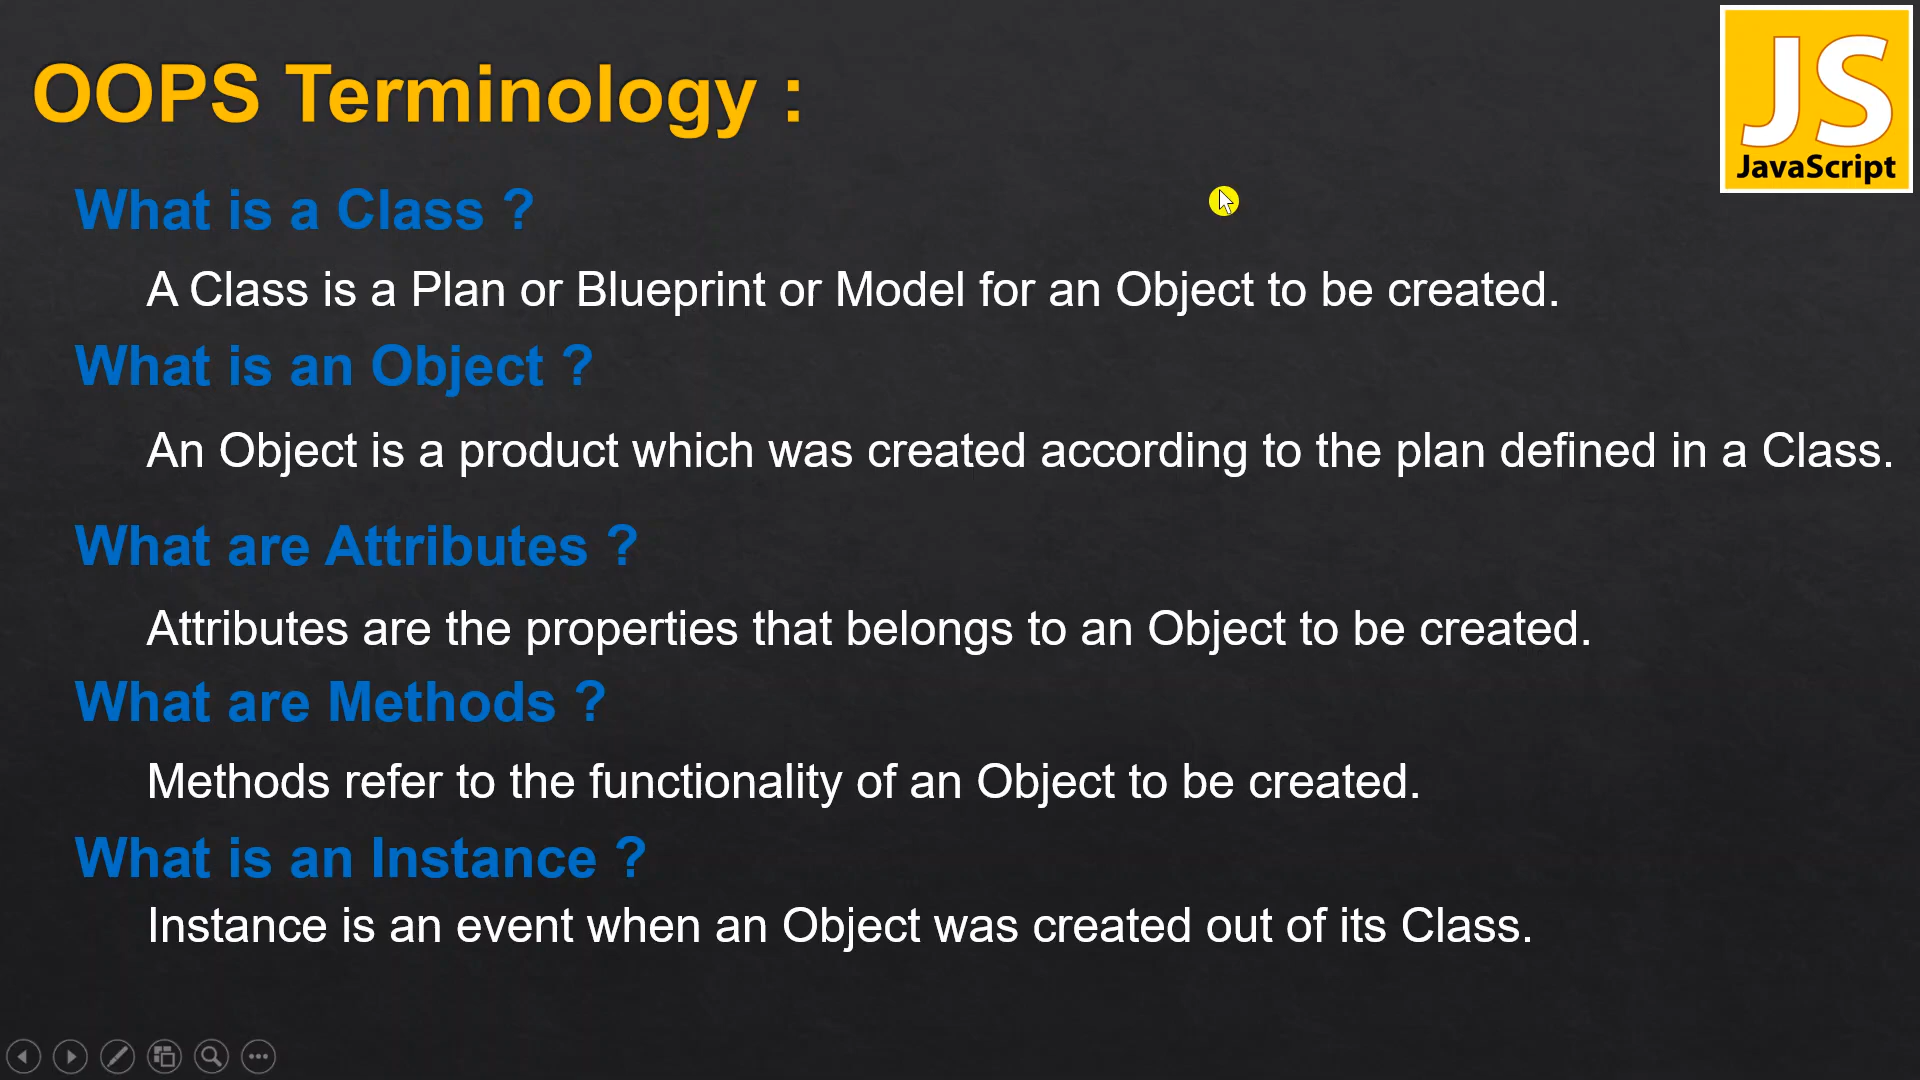 OOPS Terminology :
JS
JavaScript
What is a Class ?
A Class is a Plan or Blueprint or Model for an Object to be created.
What is an Object ?
An Object is a product which was created according to the plan defined in a Class.
What are Attributes ?
Attributes are the properties that belongs to an Object to be created.
What are Methods ?
Methods refer to the functionality of an Object to be created.
What is an Instance ?
Instance is an event when an Object was created out of its Class.